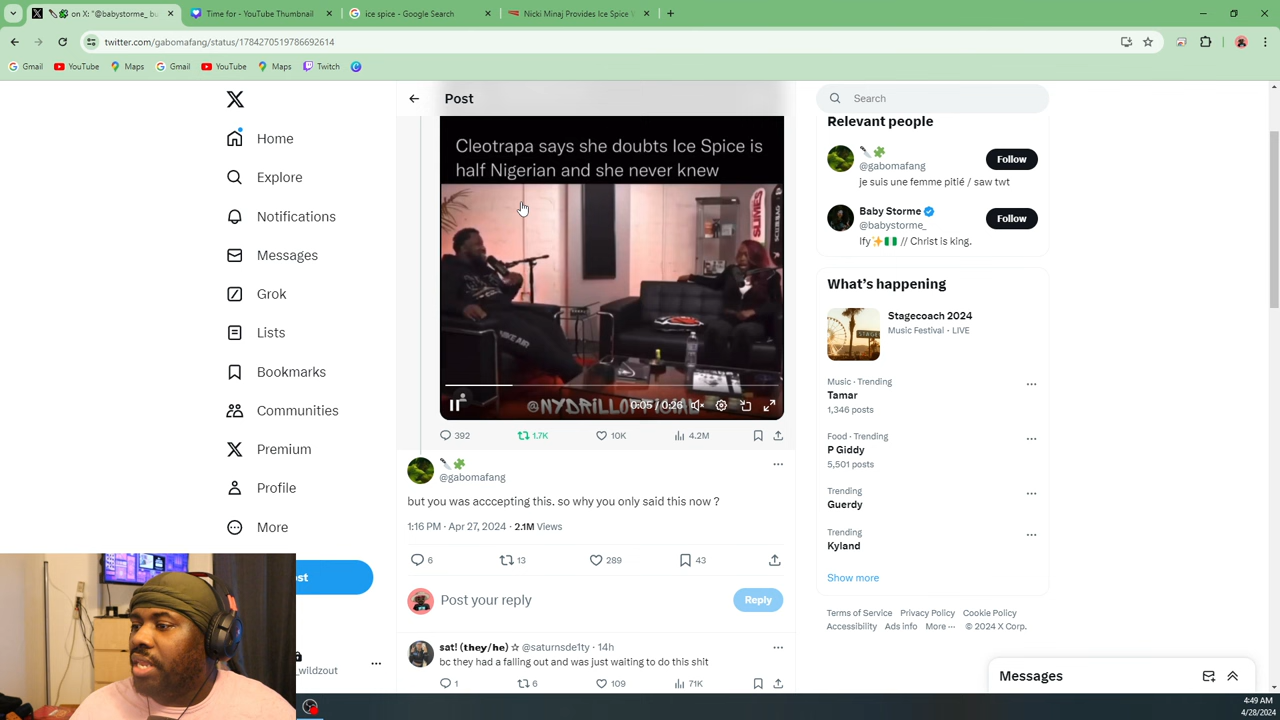 on X: "@babystorme_ bu
Time for - YouTube Thumbnail
ice spice - Google Search
Nicki Minaj Provides Ice Spice V
twitter.com/gabomafang/status/1784270519786692614
Gmail
YouTube
Maps
Gmail
YouTube
Maps
Twitch
Home
Explore
Notifications
Messages
Grok
Lists
Bookmarks
Communities
Premium
Profile
More
st
_wildzout
Post
Cleotrapa says she doubts Ice Spice is
half Nigerian and she never knew
SLIMES
@NYDRILLOFFICIAL
0:05 / 0:26
392
1.7K
10K
4.2M
@gabomafang
but you was acccepting this. so why you only said this now ?
1:16 PM · Apr 27, 2024 · 2.1M Views
6
13
289
43
Post your reply
Reply
sat! (they/he) ☆ @saturnsde1ty · 14h
bc they had a falling out and was just waiting to do this shit
1
6
109
71K
Search
Relevant people
@gabomafang
Follow
je suis une femme pitié / saw twt
Baby Storme
@babystorme_
Follow
Ify✨🇳🇬 // Christ is king.
What's happening
Stagecoach 2024
Music Festival · LIVE
STAGE
Music · Trending
Tamar
1,346 posts
Food · Trending
P Giddy
5,501 posts
Trending
Guerdy
Trending
Kyland
Show more
Terms of Service Privacy Policy Cookie Policy
Accessibility Ads info More ··· © 2024 X Corp.
Messages
4:49 AM
4/28/2024